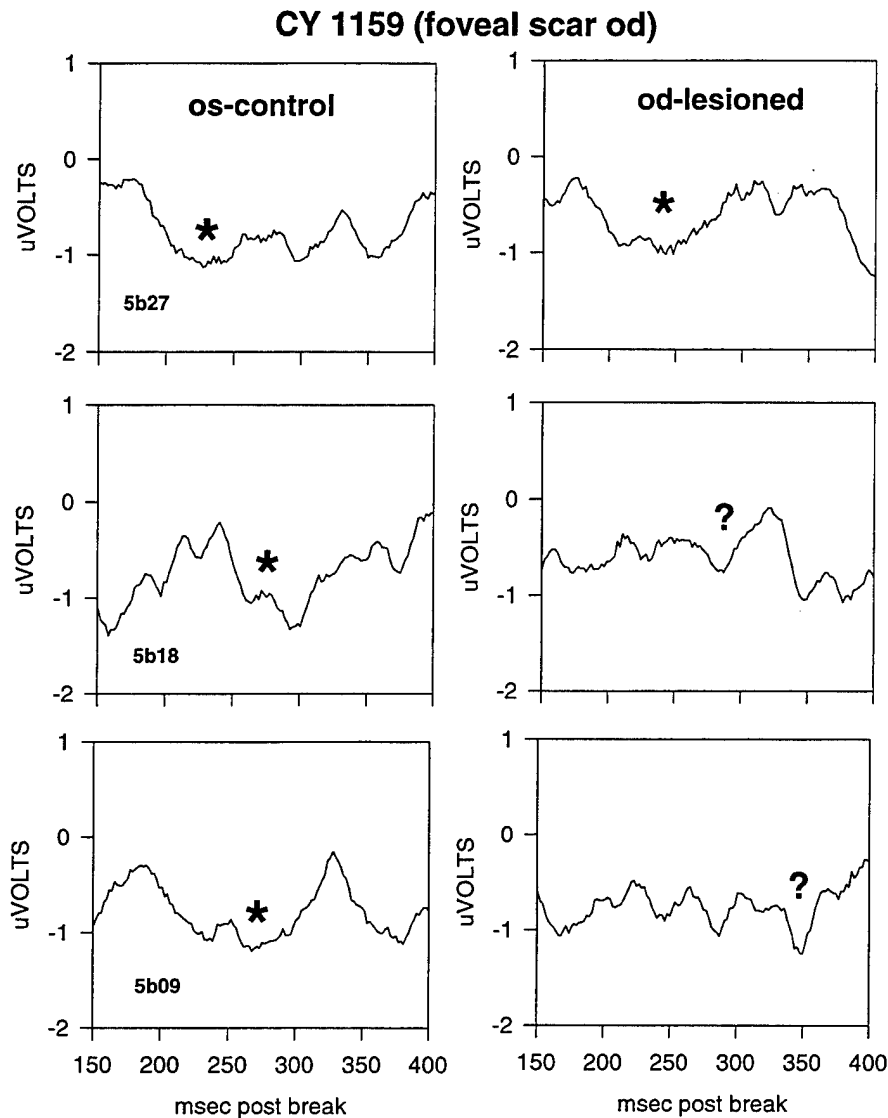 CY 1159 (foveal scar od)
1
0
-1
-2
uVOLTS
os-control
*
5b27
1
0
-1
-2
uVOLTS
od-lesioned
*
1
0
-1
-2
uVOLTS
*
5b18
1
0
-1
-2
uVOLTS
?
1
0
-1
-2
uVOLTS
*
5b09
150 200 250 300 350 400
msec post break
1
0
-1
-2
uVOLTS
?
150 200 250 300 350 400
msec post break